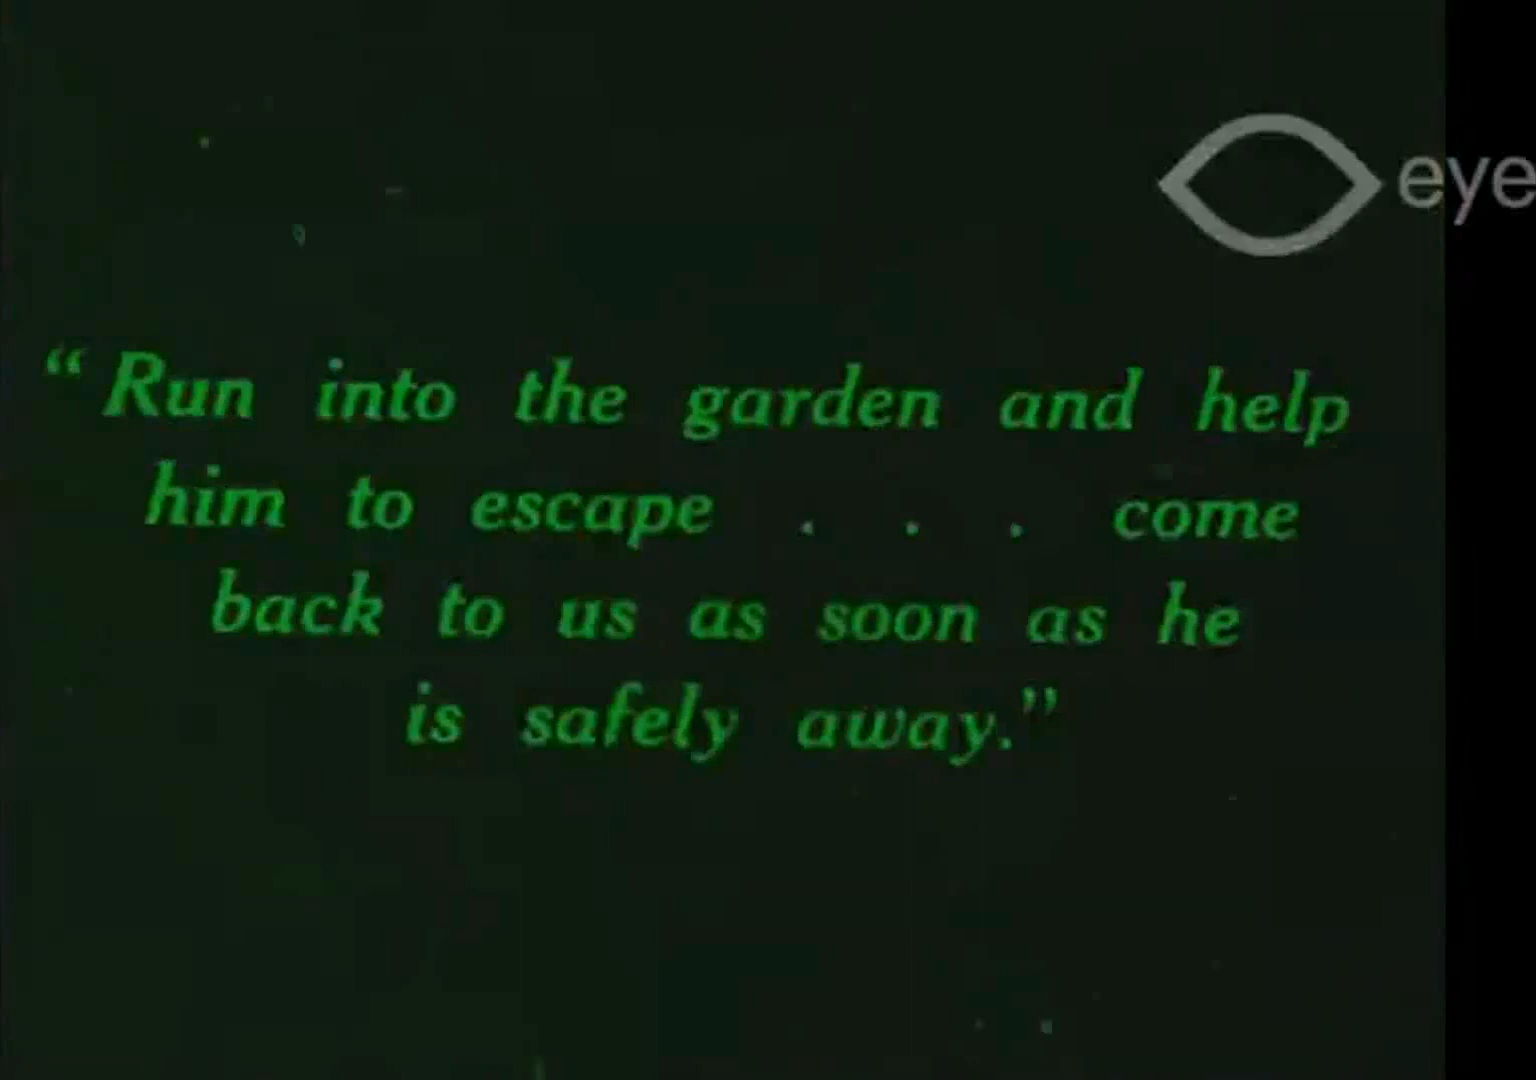 eye
“Run into the garden and help
him to escape . . . come
back to us as soon as he
is safely away.”